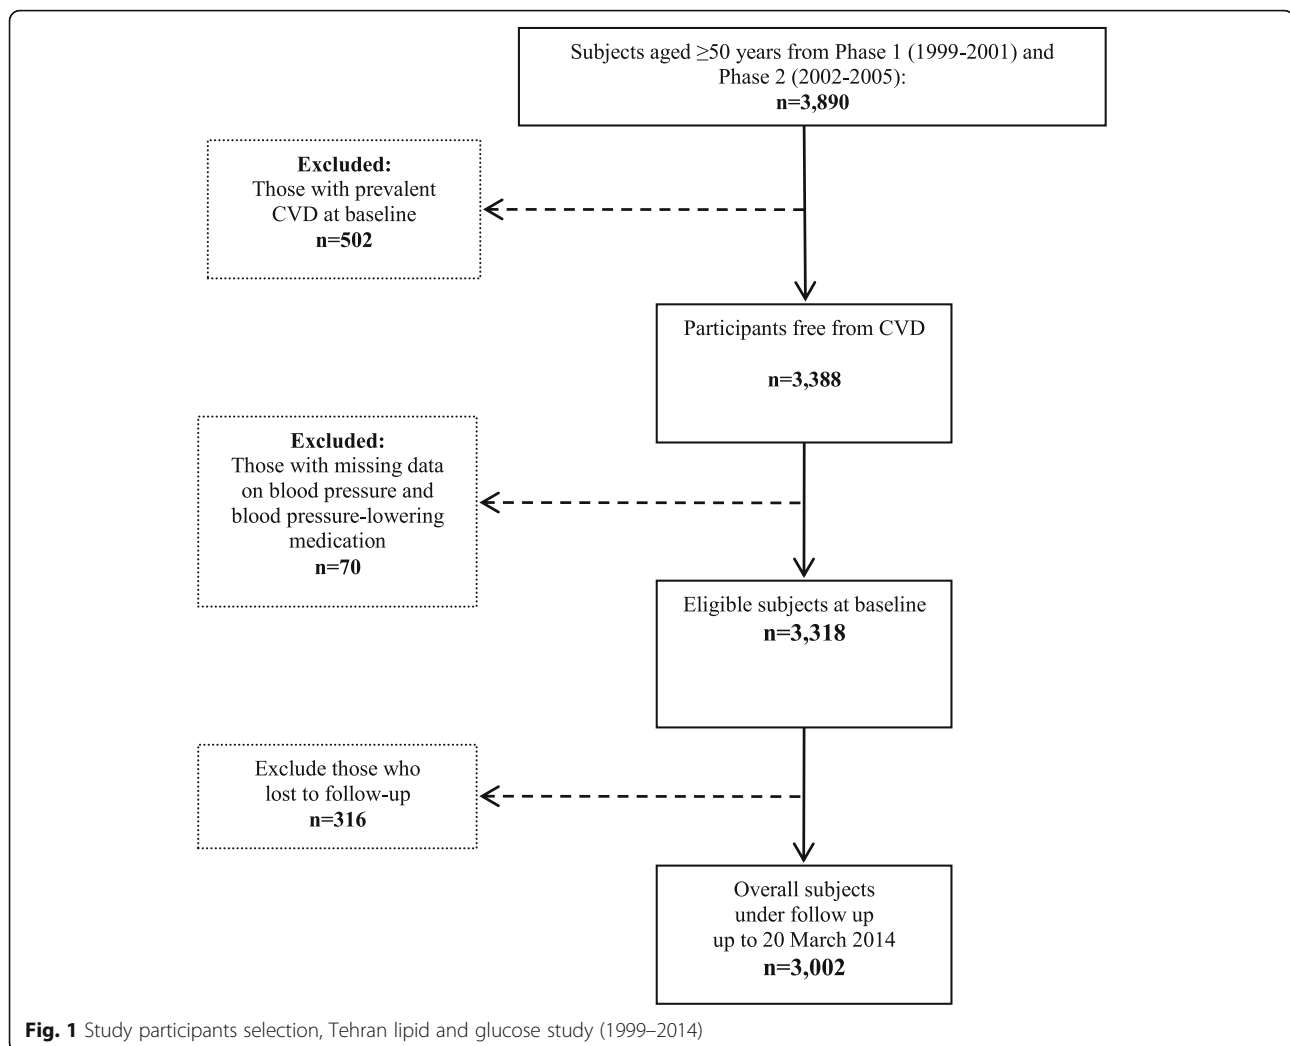 Subjects aged ≥50 years from Phase 1 (1999-2001) and
Phase 2 (2002-2005):
n=3,890
Excluded:
Those with prevalent
CVD at baseline
n=502
Participants free from CVD
n=3,388
Excluded:
Those with missing data
on blood pressure and
blood pressure-lowering
medication
n=70
Eligible subjects at baseline
n=3,318
Exclude those who
lost to follow-up
n=316
Overall subjects
under follow up
up to 20 March 2014
n=3,002
Fig. 1 Study participants selection, Tehran lipid and glucose study (1999–2014)